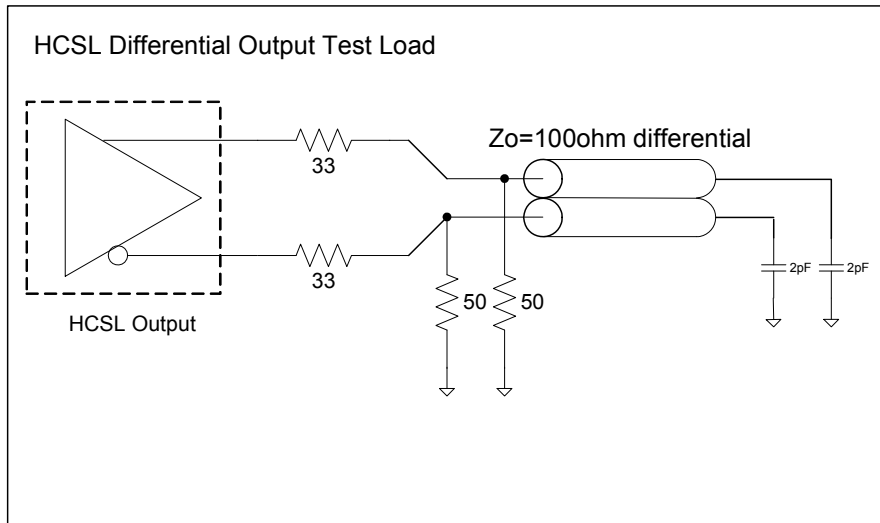 HCSL Differential Output Test Load
Zo=100ohm differential
33
33
50
50
2pF
2pF
HCSL Output